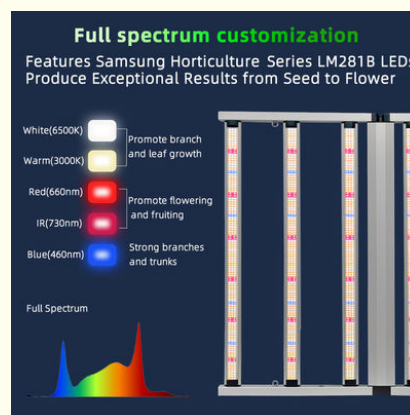 Full spectrum customization
Features Samsung Horticulture Series LM281B LEDs
Produce Exceptional Results from Seed to Flower
White(6500K)
Warm(3000K)
Promote branch
and leaf growth
Red(660nm)
IR(730nm)
Promote flowering
and fruiting
Blue(460nm)
Strong branches
and trunks
Full Spectrum